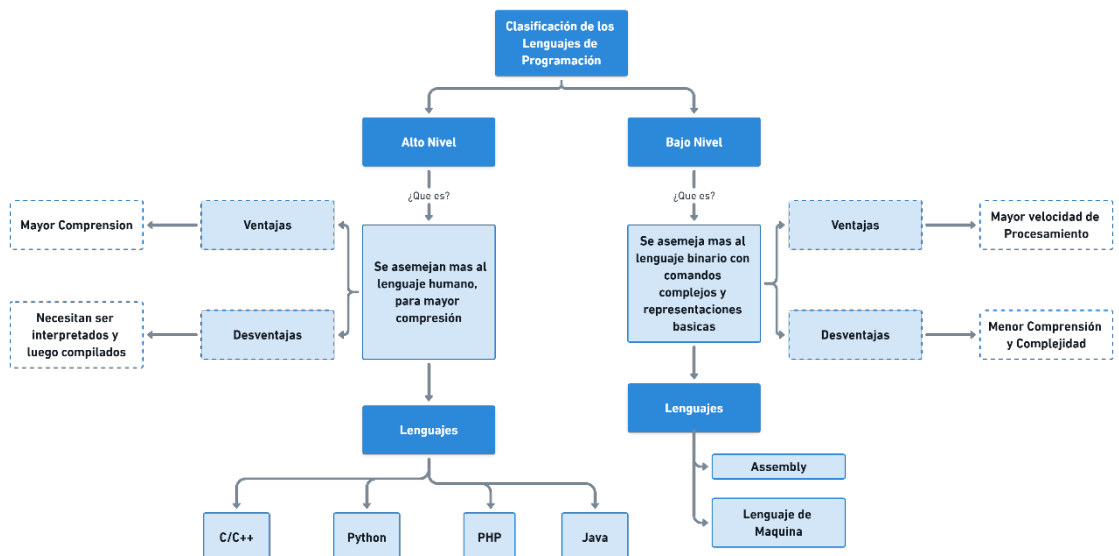 Clasificación de los
Lenguajes de
Programación
Alto Nivel
Bajo Nivel
¿Que es?
¿Que es?
Mayor Comprension
Ventajas
Se asemejan mas al
lenguaje humano,
para mayor
compresión
Necesitan ser
interpretados y
luego compilados
Desventajas
Se asemeja mas al
lenguaje binario con
comandos
complejos y
representaciones
basicas
Ventajas
Mayor velocidad de
Procesamiento
Desventajas
Menor Comprensión
y Complejidad
Lenguajes
Lenguajes
C/C++
Python
PHP
Java
Assembly
Lenguaje de
Maquina